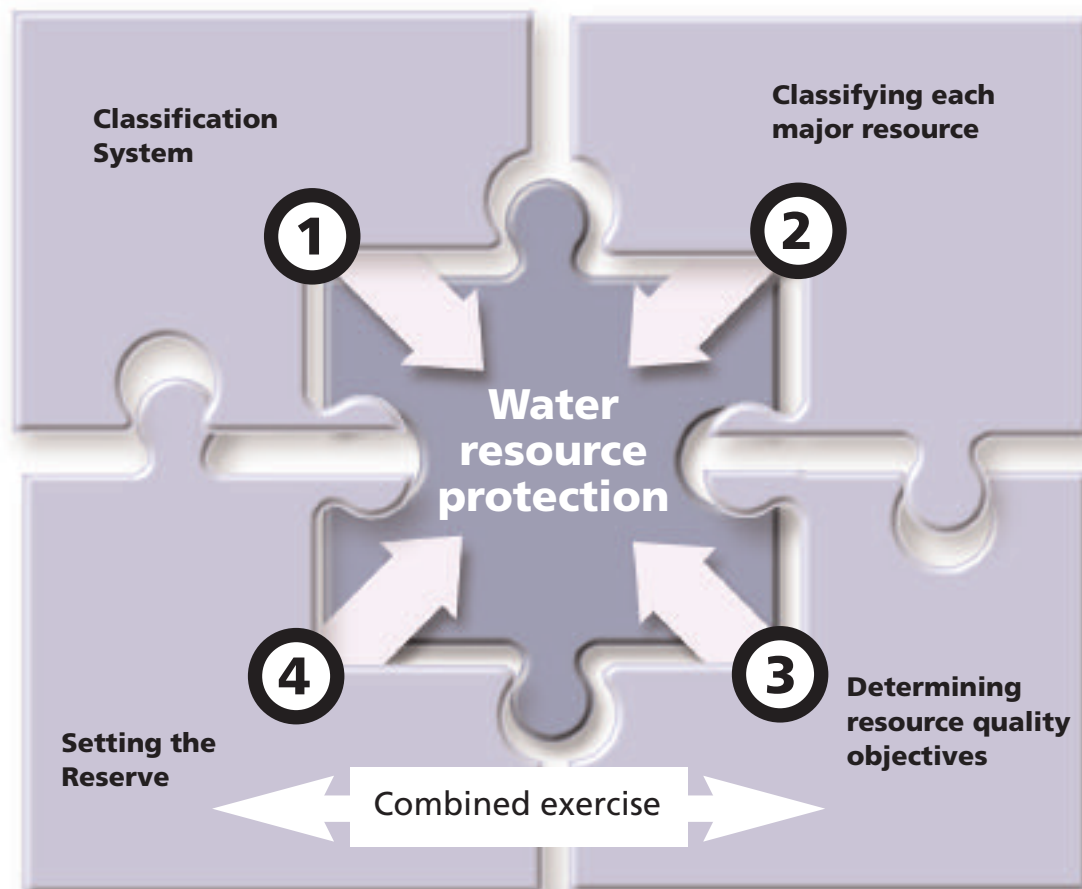 Classification
System
1
Classifying each
major resource
2
Water
resource
protection
3
Determining
resource quality
objectives
4
Setting the
Reserve
Combined exercise